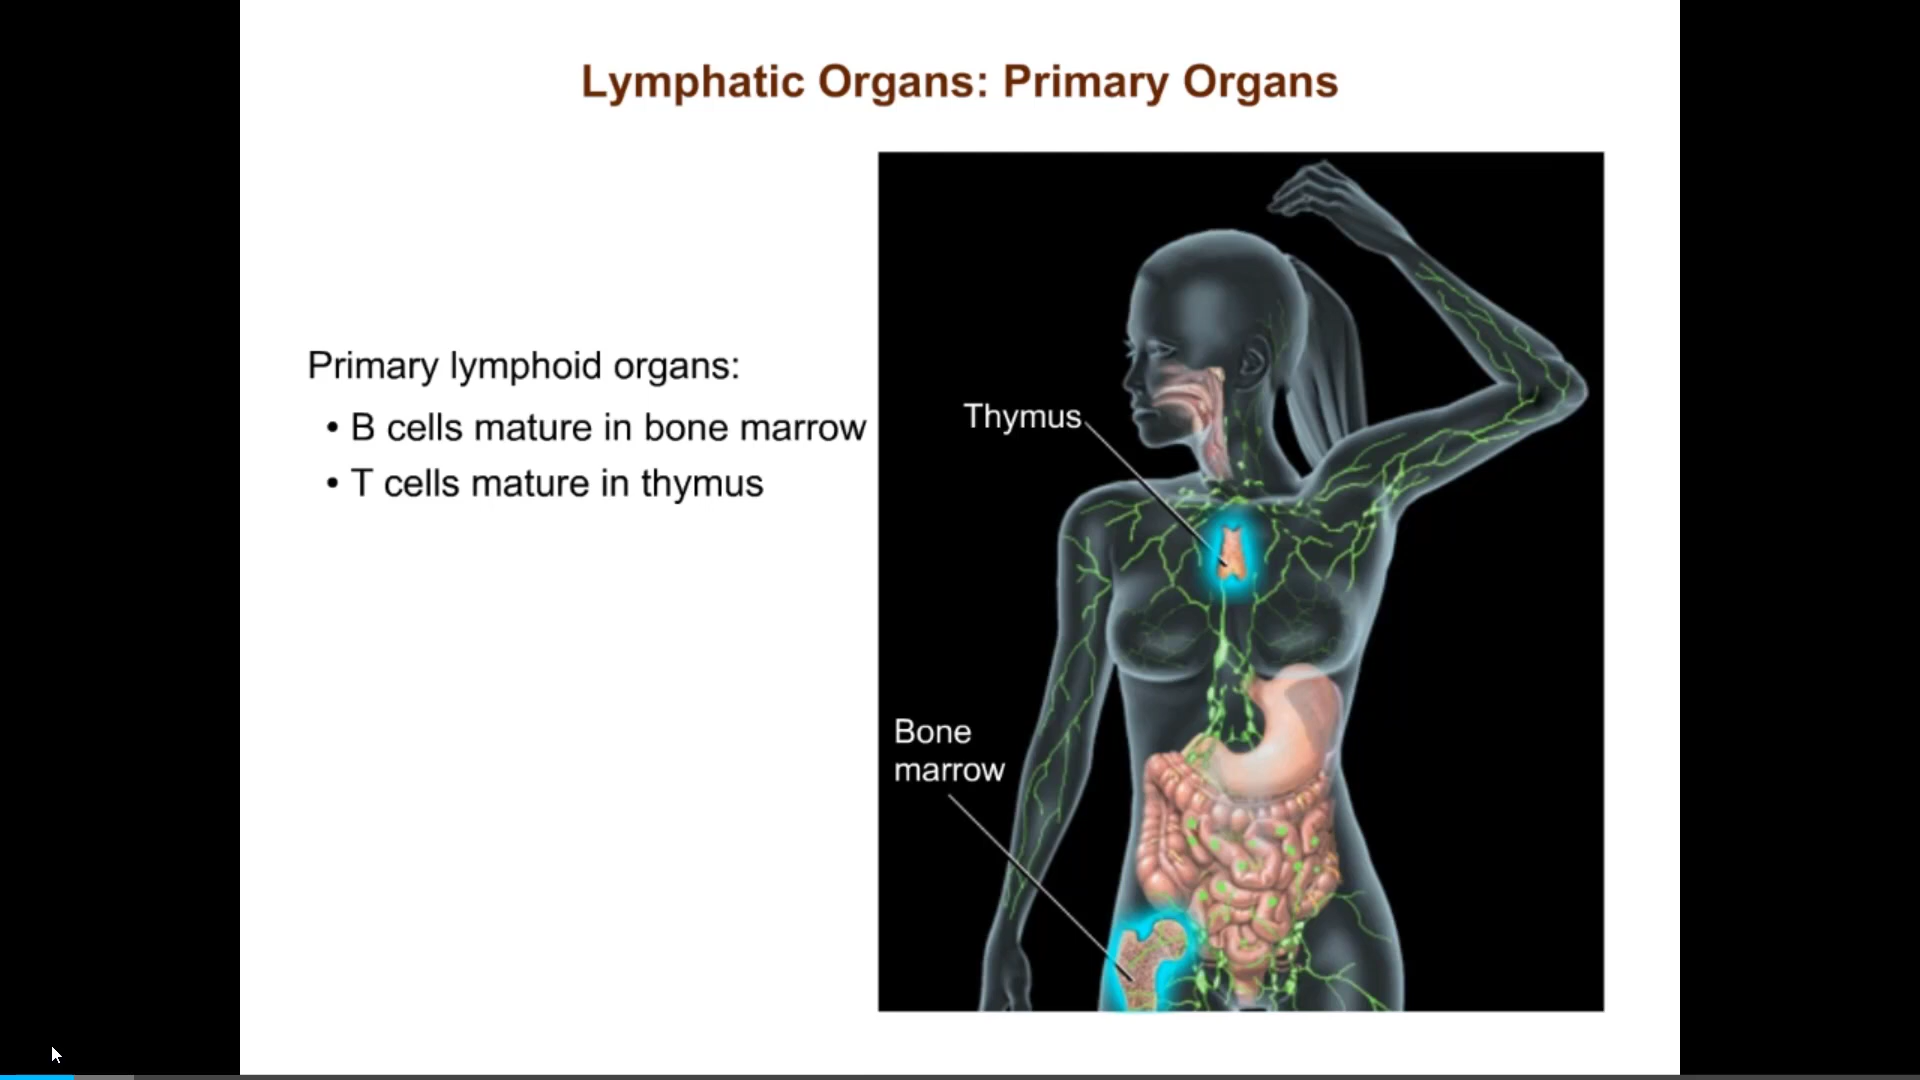 Lymphatic Organs: Primary Organs
Primary lymphoid organs:
• B cells mature in bone marrow
• T cells mature in thymus
Thymus
Bone
marrow